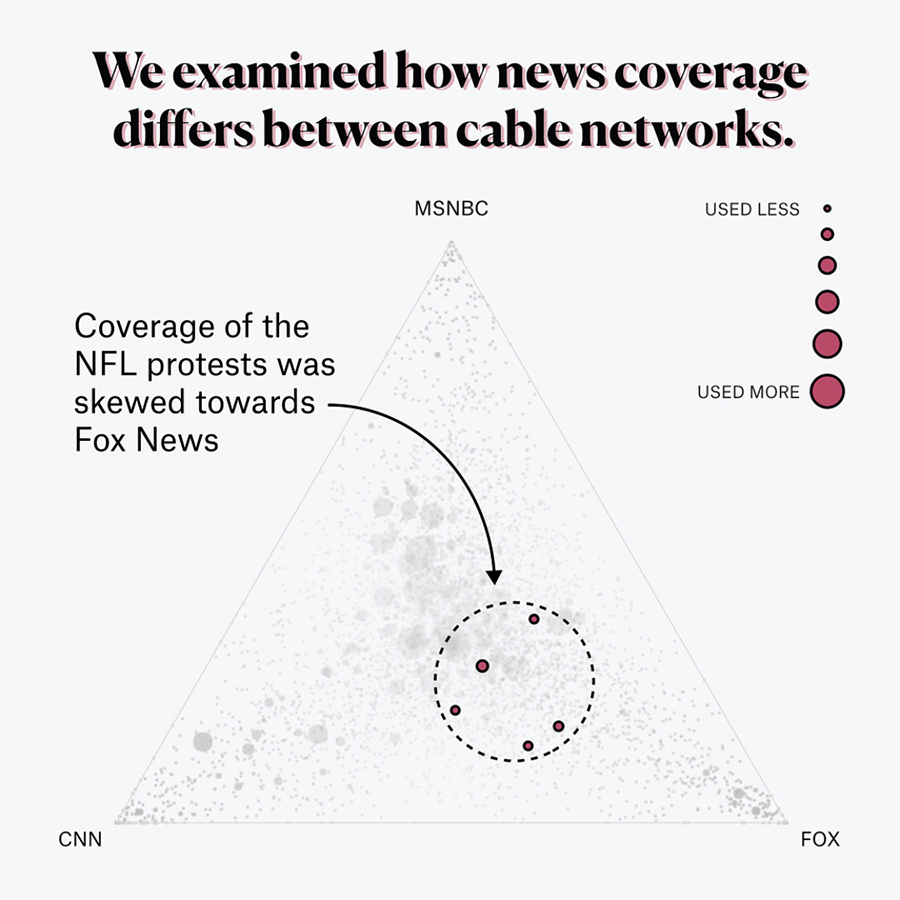 We examined how news coverage
differs between cable networks.
MSNBC
USED LESS
Coverage of the
NFL protests was
skewed towards
Fox News
USED MORE
CNN
FOX